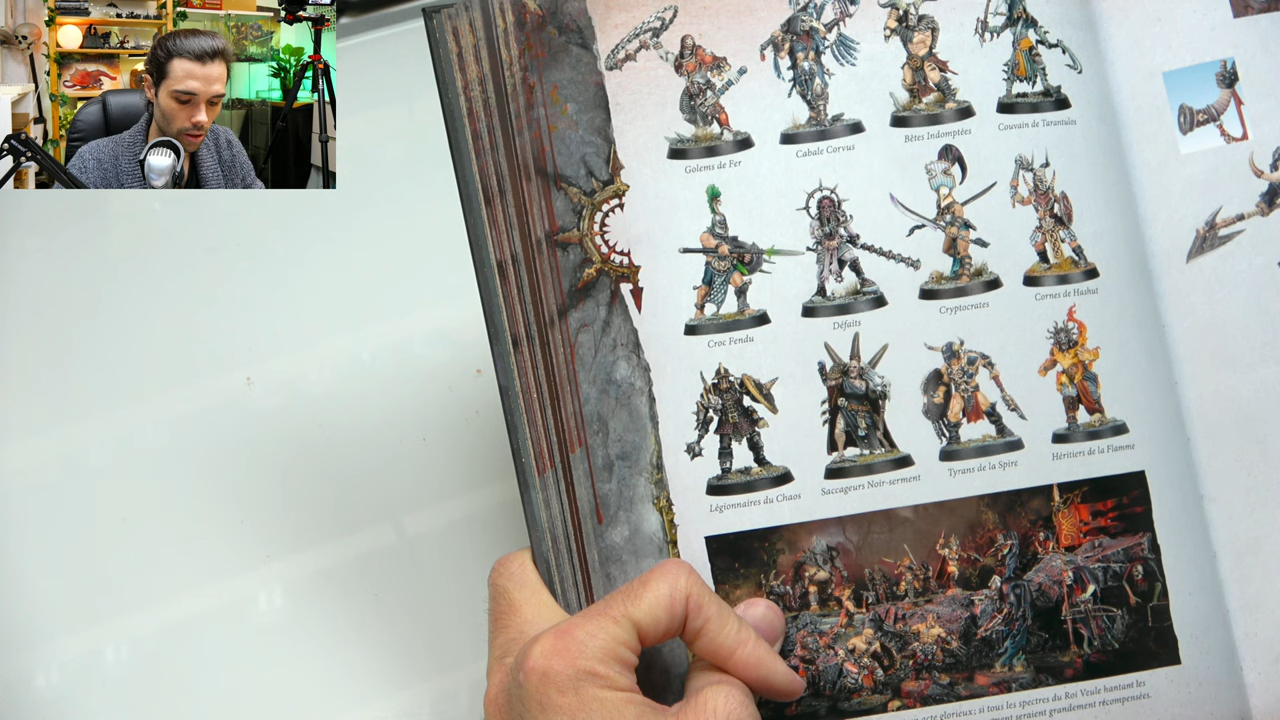 Golems de Fer
Cabale Corvus
Bêtes Indomptées
Couvain de Tarantulos
Croc Fendu
Défaits
Cryptocrates
Cornes de Hashut
Légionnaires du Chaos
Saccageurs Noir-serment
Tyrans de la Spire
Héritiers de la Flamme
acte glorieux; si tous les spectres du Roi Veule hantant les
seraient grandement récompensées.